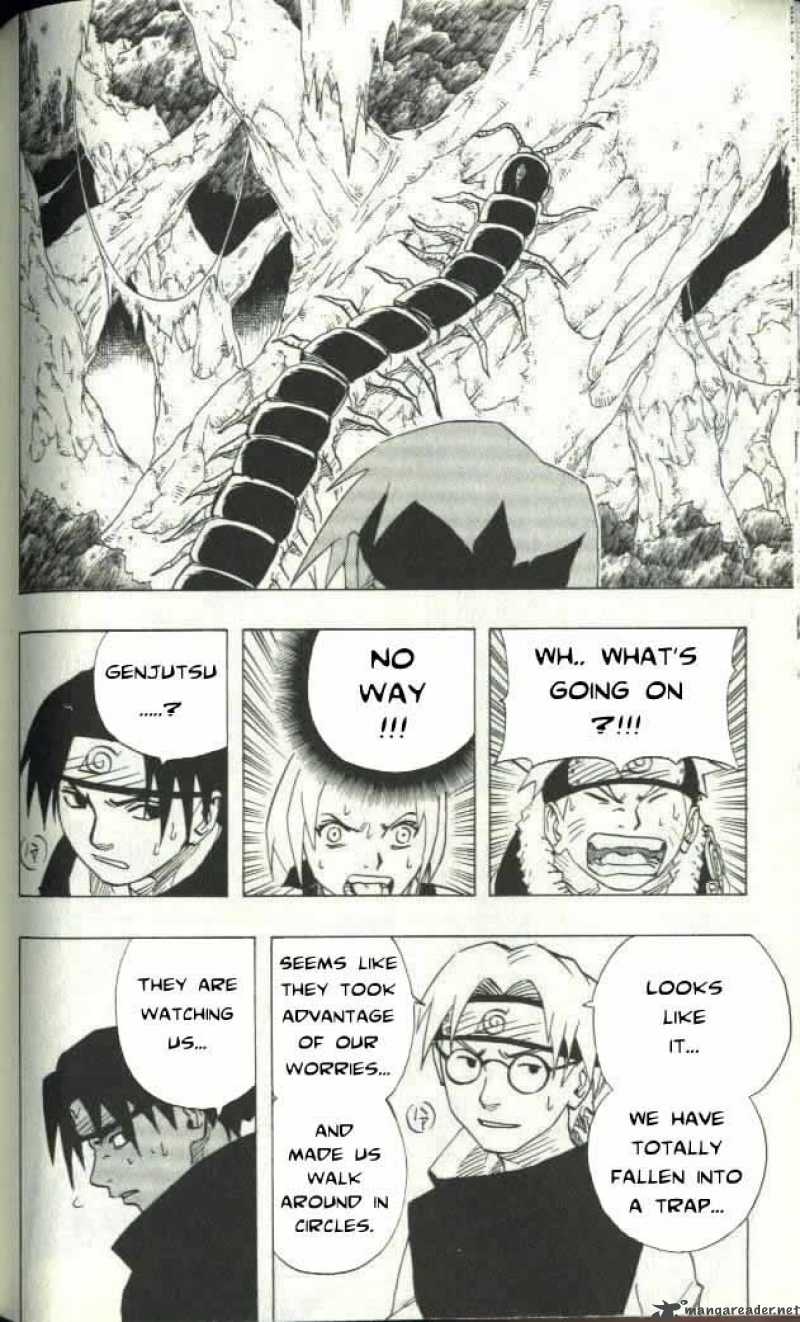 WH.. WHAT'S
GOING ON
?!!!
NO
WAY
!!!
GENJUTSU
.....?
LOOKS
LIKE
IT...
WE HAVE
TOTALLY
FALLEN INTO
A TRAP...
SEEMS LIKE
THEY TOOK
ADVANTAGE
OF OUR
WORRIES...
AND
MADE US
WALK
AROUND IN
CIRCLES.
THEY ARE
WATCHING
US...
mangareader.net